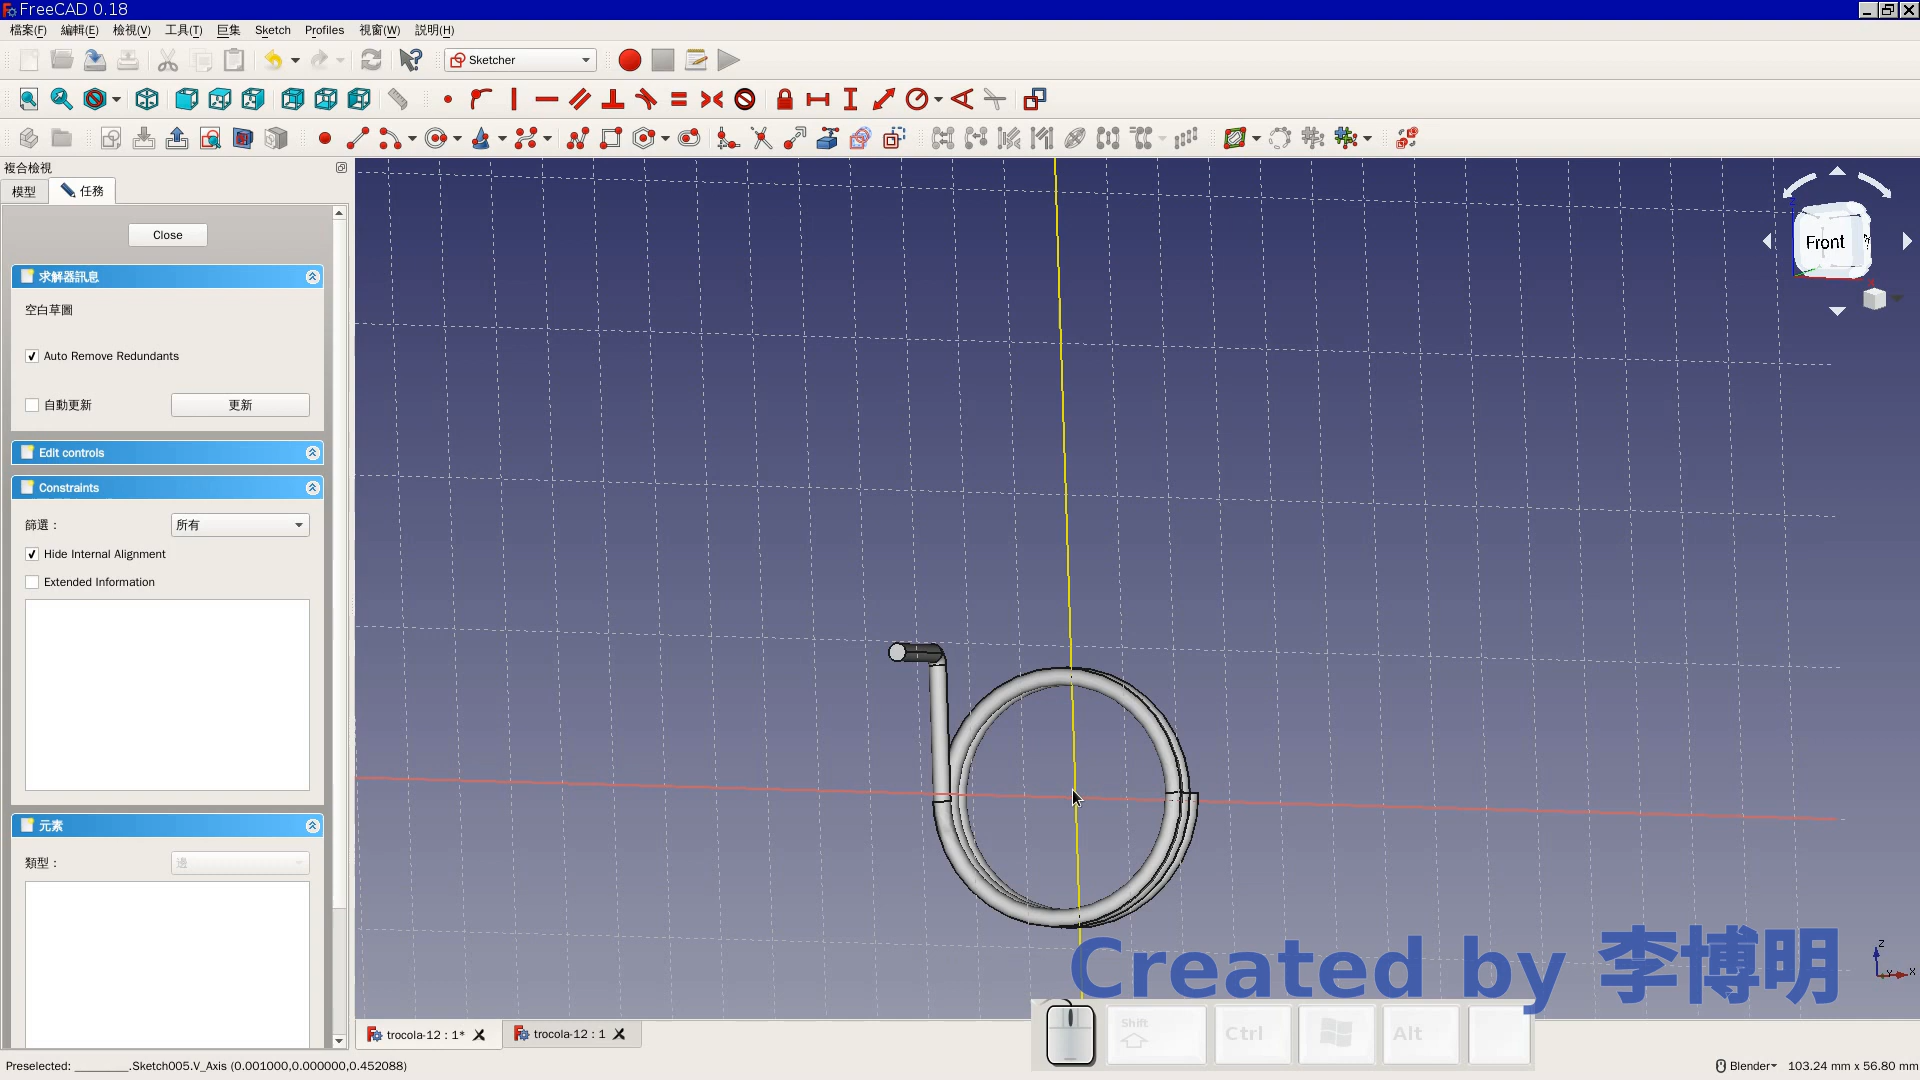 FreeCAD 0.18
檔案(F) 編輯(E) 檢視(V) 工具(T) 巨集 Sketch Profiles 視窗(W) 説明(H)
Sketcher
複合檢視
模型 任務
Close
求解器訊息
空白草圖
Auto Remove Redundants
自動更新 更新
Edit controls
Constraints
篩選： 所有
Hide Internal Alignment
Extended Information
元素
類型： 邊
Front
Z
X
Created by 李博明
Shift Ctrl Alt
trocola-12 : 1* trocola-12 : 1
Preselected: _________.Sketch005.V_Axis (0.001000,0.000000,0.452088)
Blender 103.24 mm x 56.80 mm